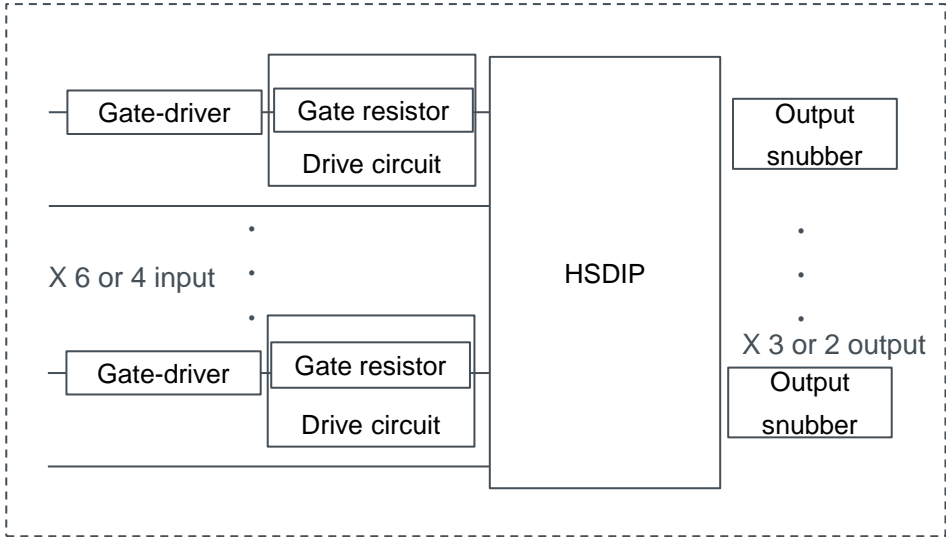 Gate-driver
Gate resistor
Drive circuit
Output
snubber
X 6 or 4 input
HSDIP
X 3 or 2 output
Gate-driver
Gate resistor
Drive circuit
Output
snubber